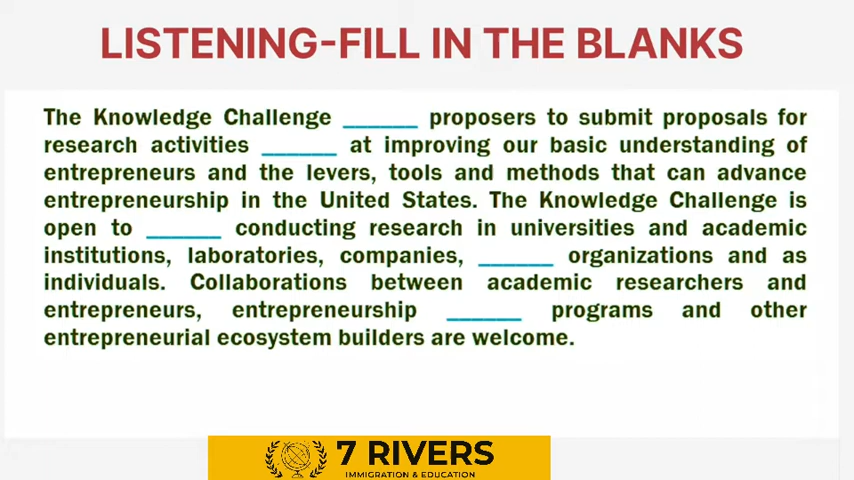 LISTENING-FILL IN THE BLANKS
The Knowledge Challenge ______ proposers to submit proposals for
research activities ______ at improving our basic understanding of
entrepreneurs and the levers, tools and methods that can advance
entrepreneurship in the United States. The Knowledge Challenge is
open to ______ conducting research in universities and academic
institutions, laboratories, companies, ______ organizations and as
individuals. Collaborations between academic researchers and
entrepreneurs, entrepreneurship ______ programs and other
entrepreneurial ecosystem builders are welcome.
7 RIVERS
IMMIGRATION & EDUCATION